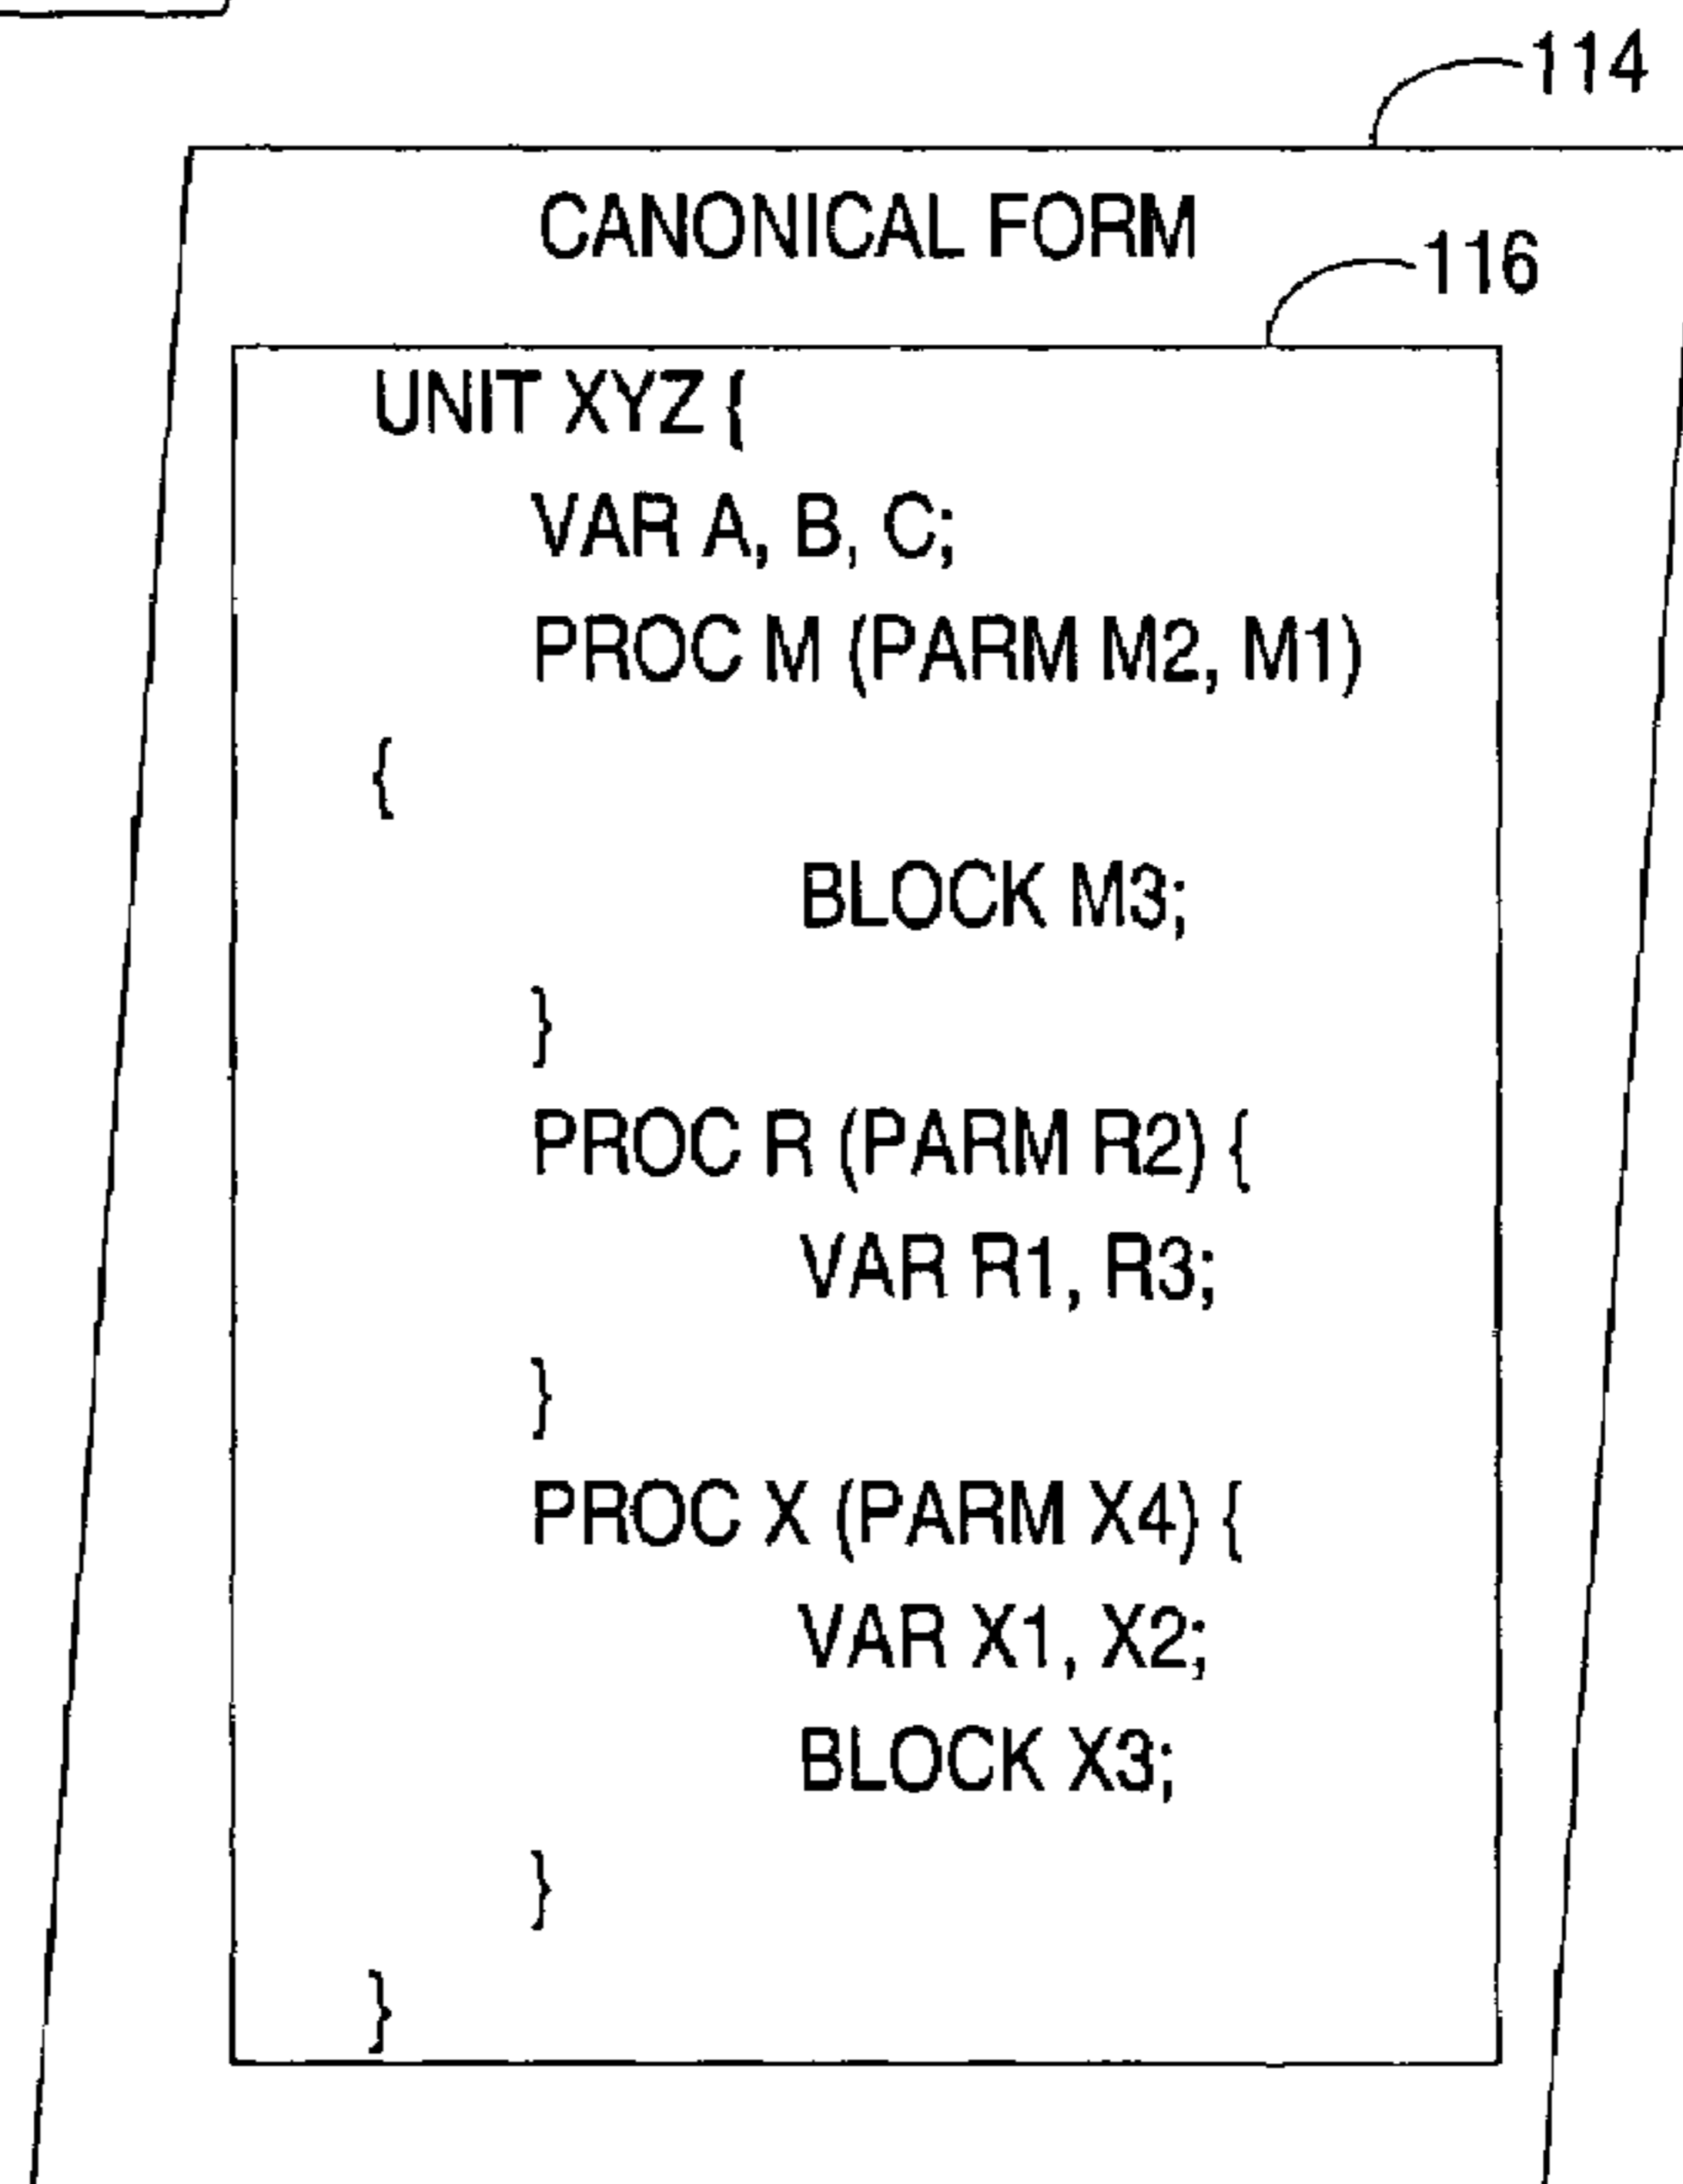 114
CANONICAL FORM
116
UNIT XYZ {
VAR A, B, C;
PROC M (PARM M2, M1)
{
BLOCK M3;
}
PROC R (PARM R2) {
VAR R1, R3;
}
PROC X (PARM X4) {
VAR X1, X2;
BLOCK X3;
}
}